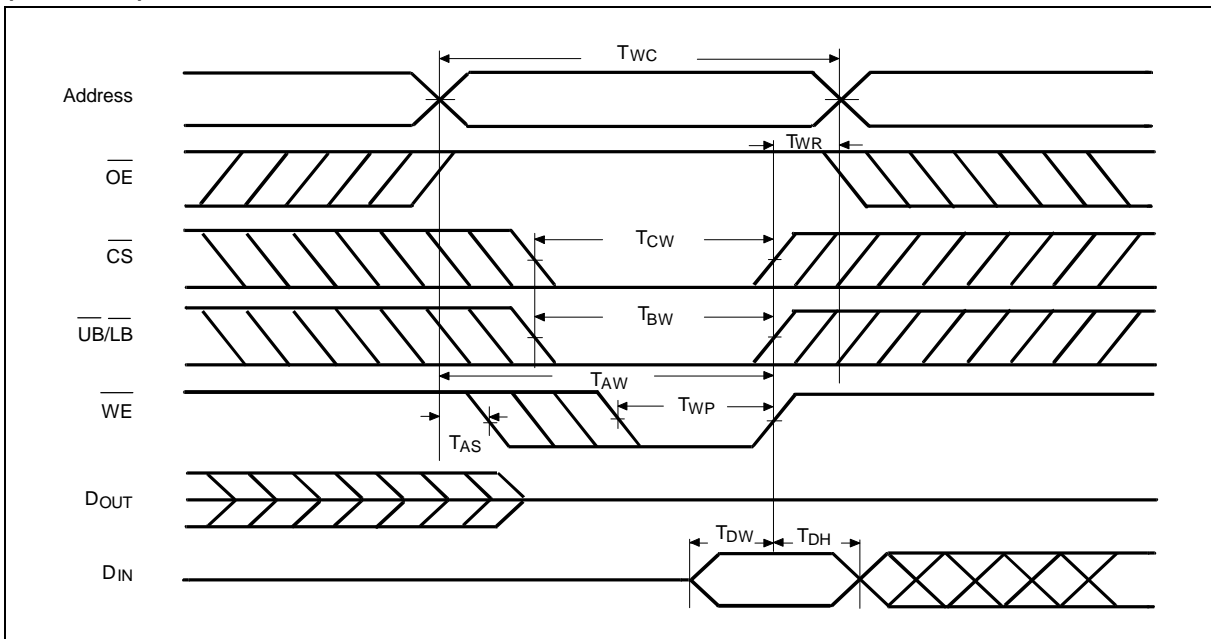 TWC
Address
TWR
OE
TCW
CS
TBW
UB/LB
TAW
WE
TWP
TAS
DOUT
TDW
TDH
DIN